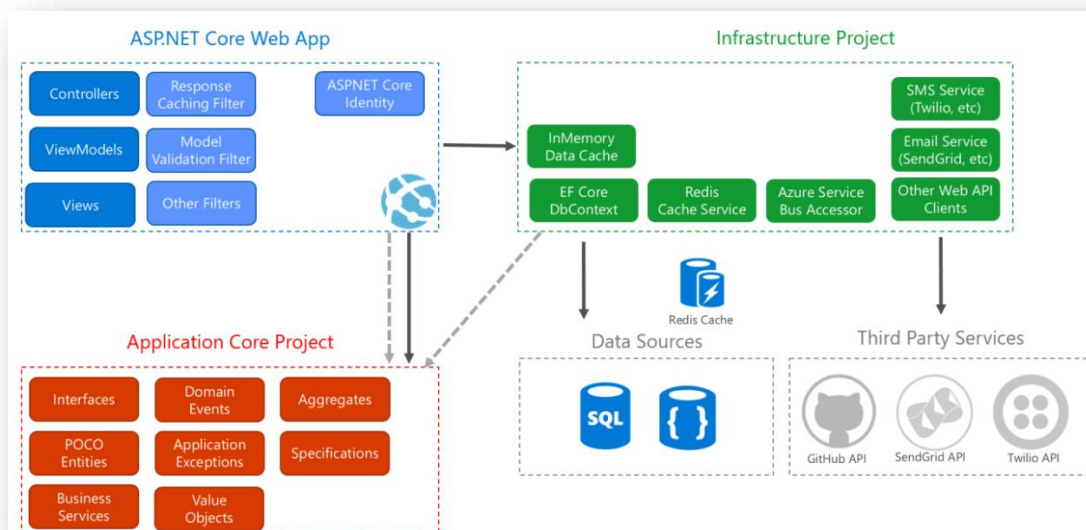 ASP.NET Core Web App
Controllers
Response
Caching Filter
ASP.NET Core
Identity
ViewModels
Model
Validation Filter
Views
Other Filters
Infrastructure Project
SMS Service
(Twilio, etc)
InMemory
Data Cache
Email Service
(SendGrid, etc)
EF Core
DbContext
Redis
Cache Service
Azure Service
Bus Accessor
Other Web API
Clients
Redis Cache
Application Core Project
Interfaces
Domain
Events
Aggregates
POCO
Entities
Application
Exceptions
Specifications
Business
Services
Value
Objects
Data Sources
SQL
{ }
Third Party Services
GitHub API
SendGrid API
Twilio API